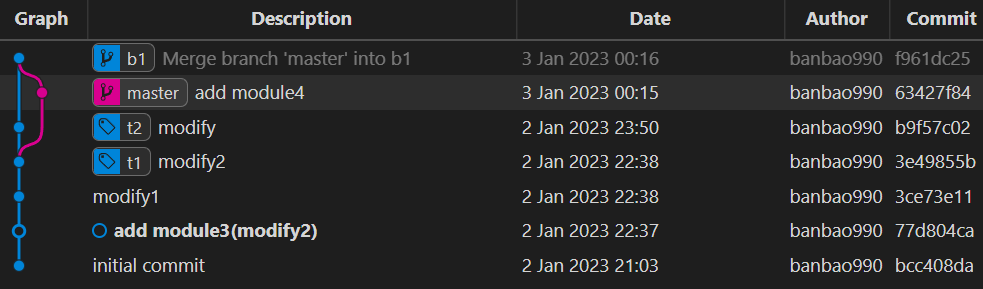 Graph Description Date Author Commit
b1 Merge branch 'master' into b1 3 Jan 2023 00:16 banbao990 f961dc25
master add module4 3 Jan 2023 00:15 banbao990 63427f84
t2 modify 2 Jan 2023 23:50 banbao990 b9f57c02
t1 modify2 2 Jan 2023 22:38 banbao990 3e49855b
modify1 2 Jan 2023 22:38 banbao990 3ce73e11
add module3(modify2) 2 Jan 2023 22:37 banbao990 77d804ca
initial commit 2 Jan 2023 21:03 banbao990 bcc408da